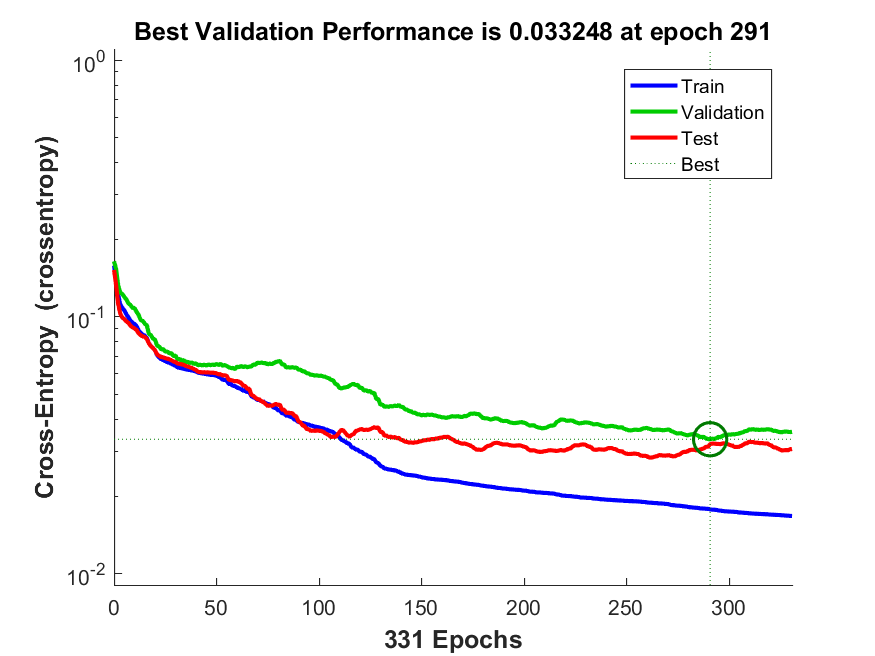 Best Validation Performance is 0.033248 at epoch 291
10^0
10^-1
10^-2
Cross-Entropy (crossentropy)
Train
Validation
Test
Best
0 50 100 150 200 250 300
331 Epochs